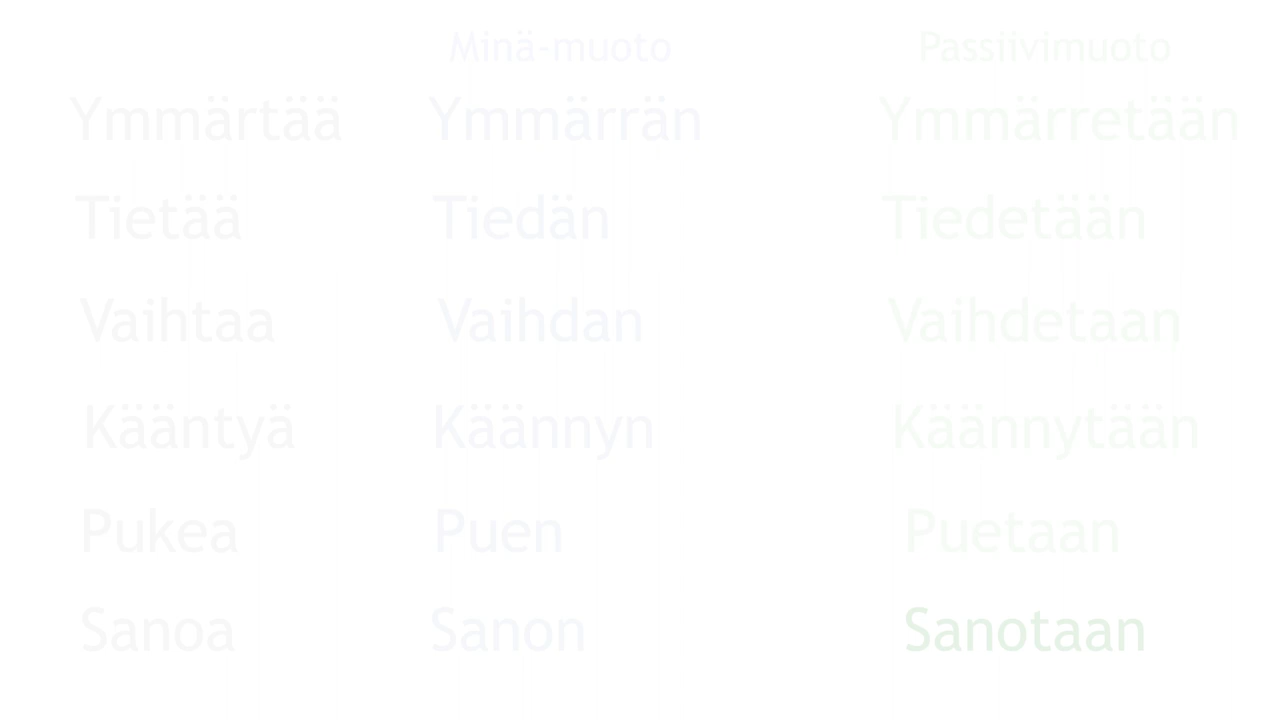 Minä-muoto Passiivimuoto
Ymmärtää Ymmärrän Ymmärretään
Tietää Tiedän Tiedetään
Vaihtaa Vaihdan Vaihdetaan
Kääntyä Käännyn Käännytään
Pukea Puen Puetaan
Sanoa Sanon Sanotaan